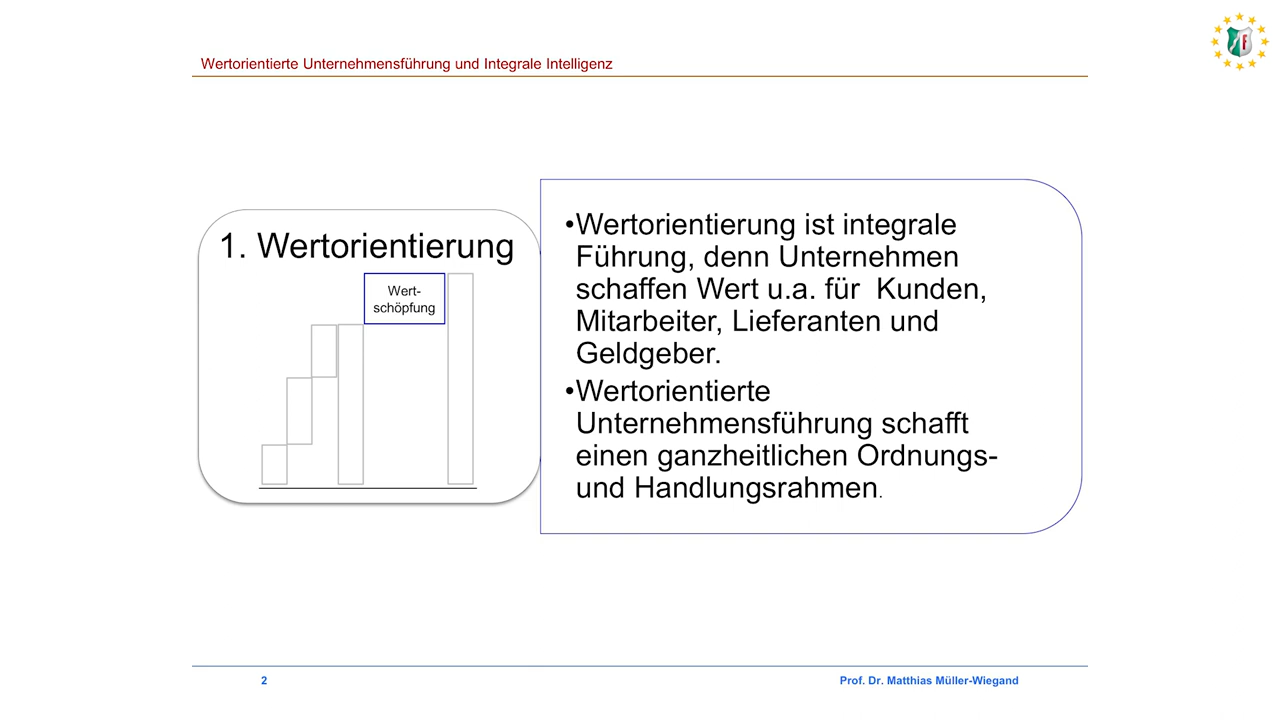 Wertorientierte Unternehmensführung und Integrale Intelligenz
F
1. Wertorientierung
Wert-
schöpfung
•Wertorientierung ist integrale
Führung, denn Unternehmen
schaffen Wert u.a. für  Kunden,
Mitarbeiter, Lieferanten und
Geldgeber.
•Wertorientierte
Unternehmensführung schafft
einen ganzheitlichen Ordnungs-
und Handlungsrahmen.
2
Prof. Dr. Matthias Müller-Wiegand